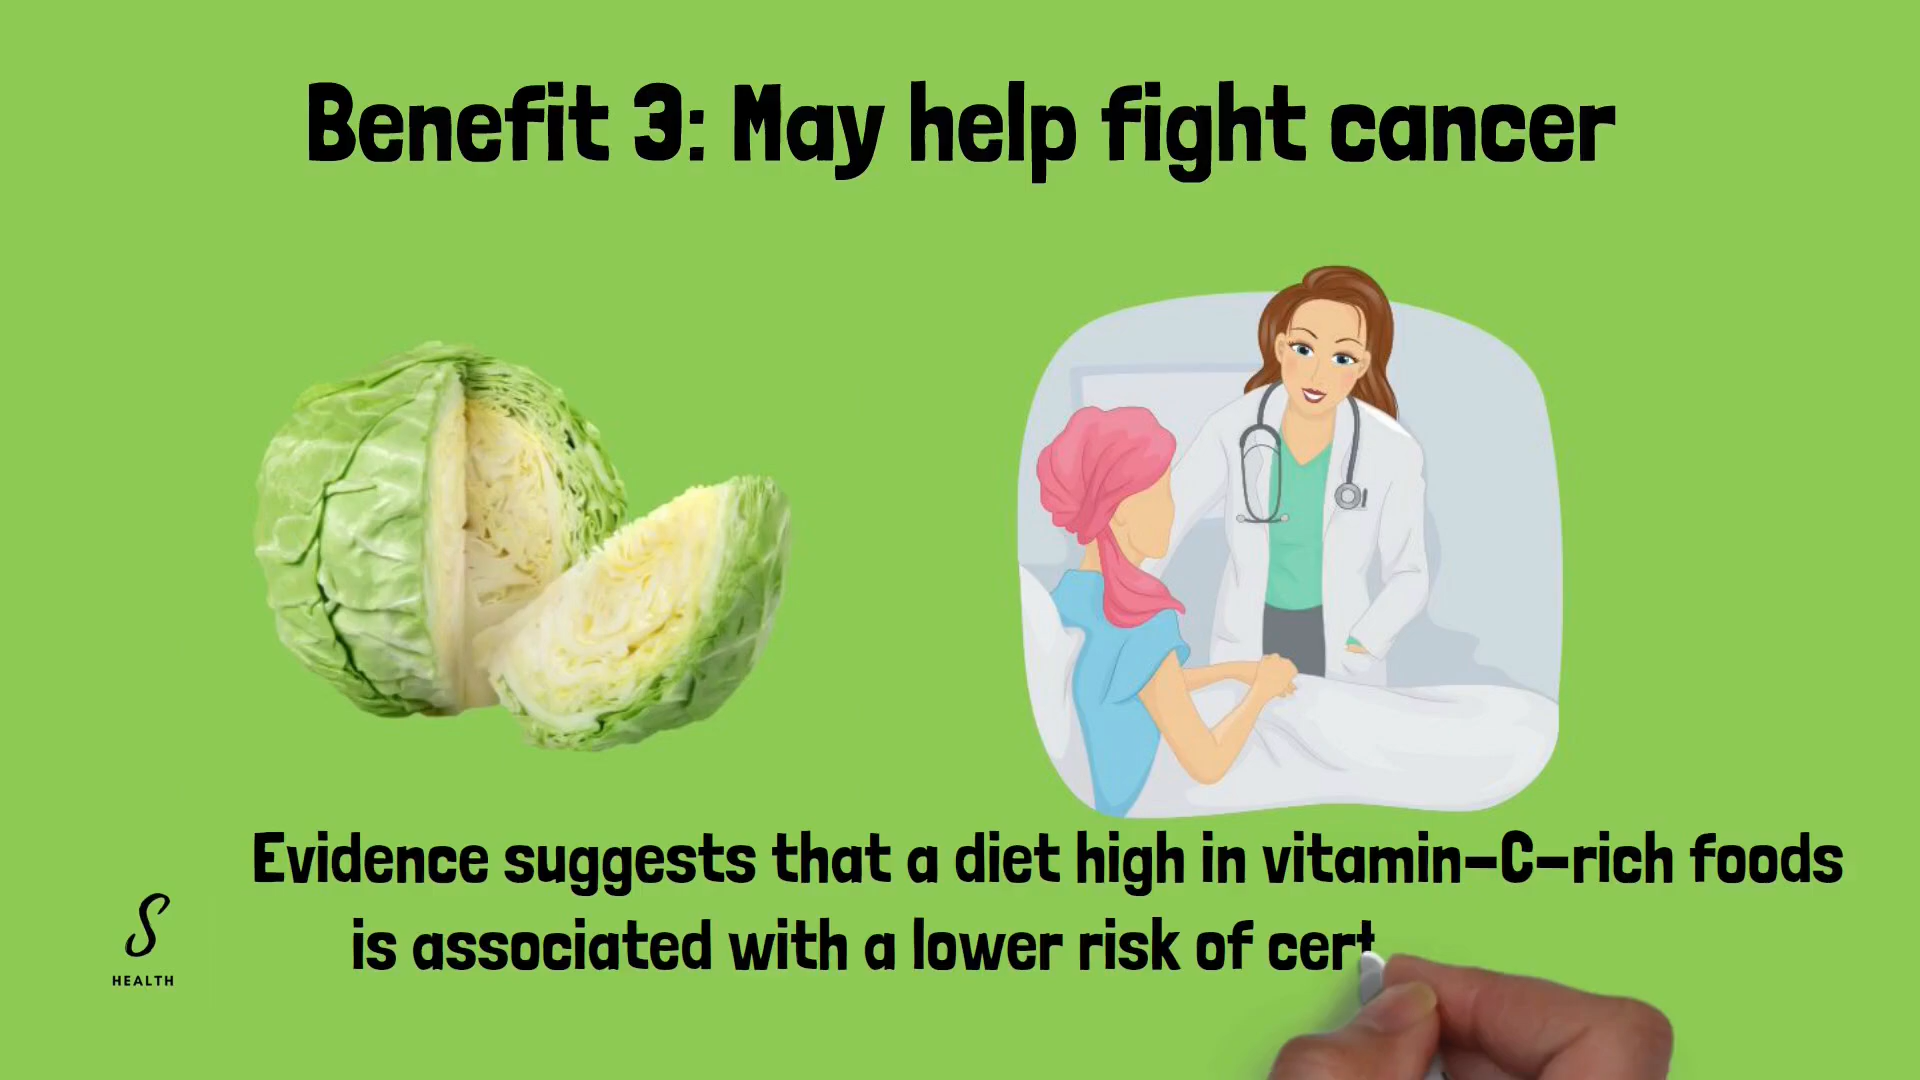 Benefit 3: May help fight cancer
Evidence suggests that a diet high in vitamin-C-rich foods
is associated with a lower risk of cert
S
HEALTH